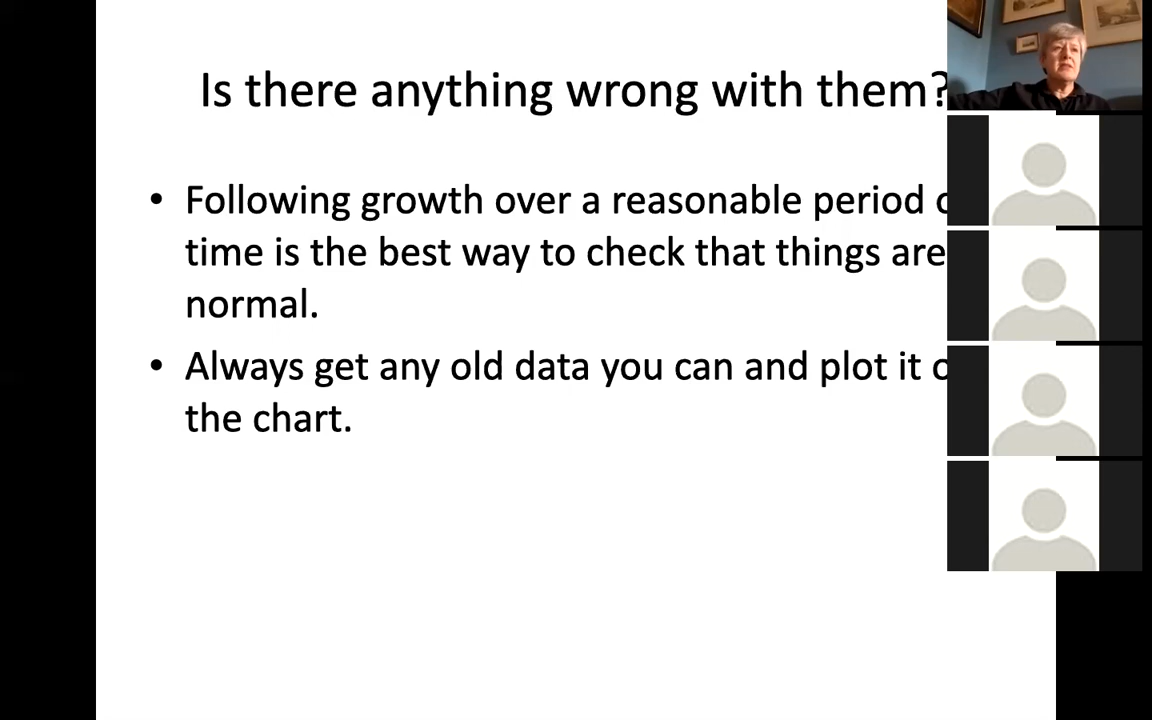 Is there anything wrong with them?
• Following growth over a reasonable period
time is the best way to check that things are
normal.
• Always get any old data you can and plot it
the chart.